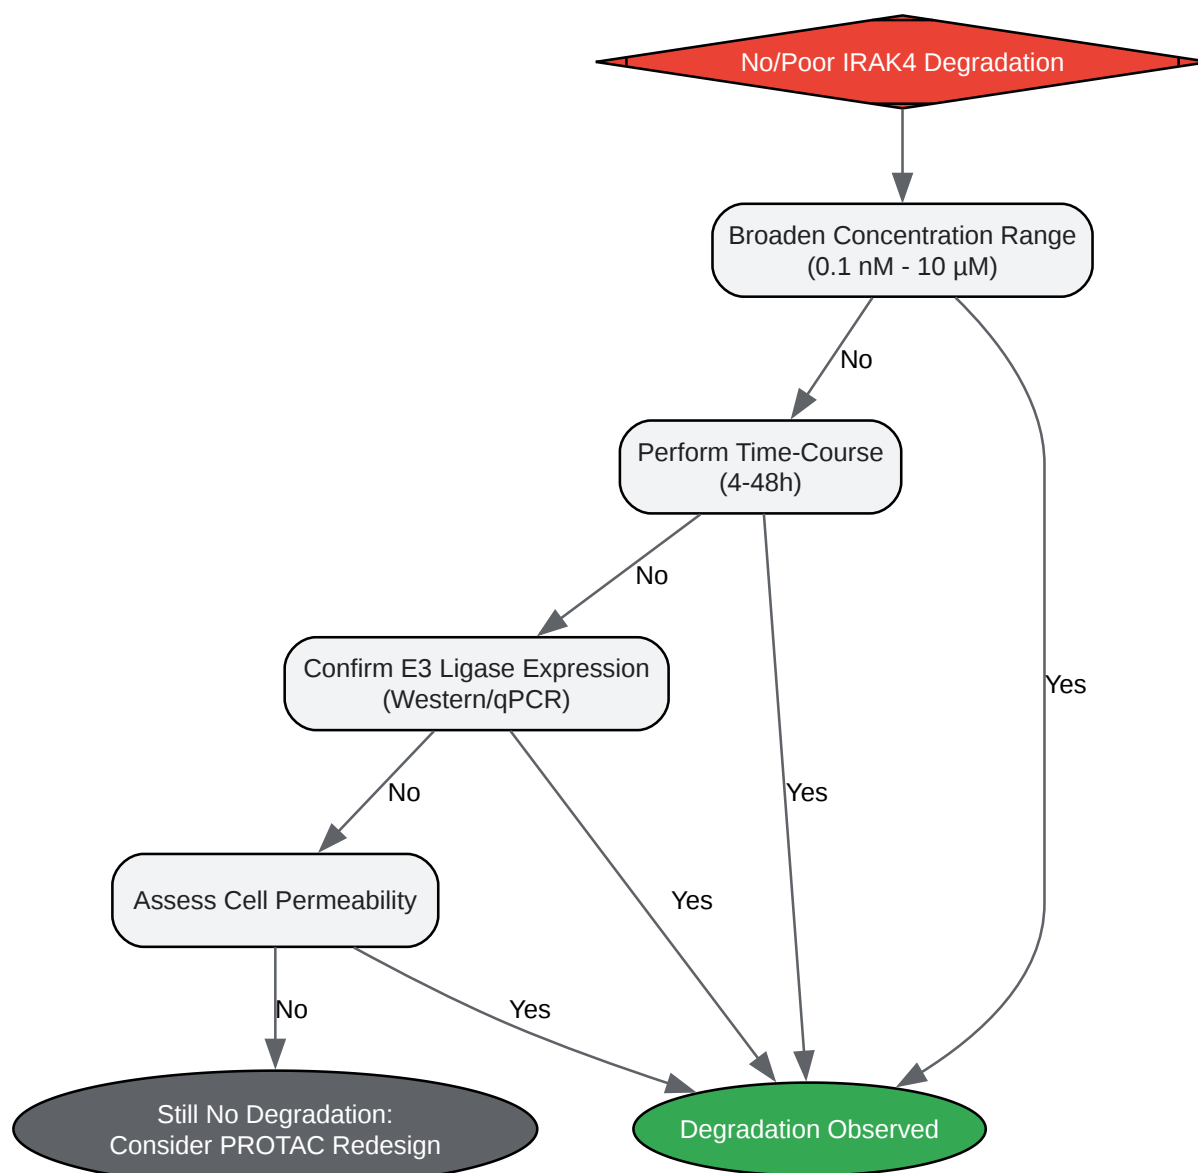 No/Poor IRAK4 Degradation
Broaden Concentration Range
(0.1 nM - 10 µM)
No
Perform Time-Course
(4-48h)
No
Confirm E3 Ligase Expression
(Western/qPCR)
Yes
No
Yes
Assess Cell Permeability
Yes
No
Yes
Still No Degradation:
Consider PROTAC Redesign
Degradation Observed